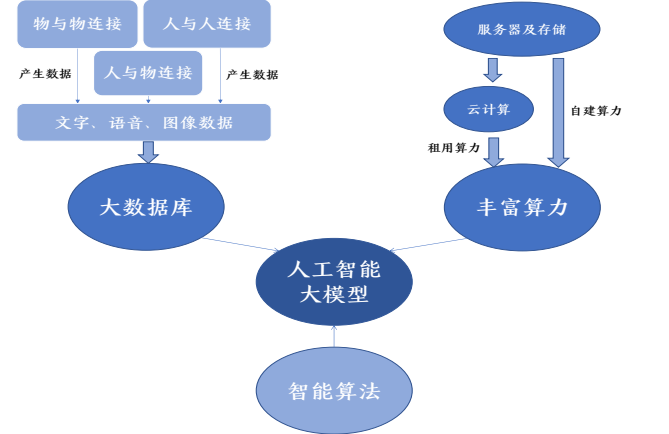 物与物连接
人与人连接
人与物连接
产生数据
产生数据
文字、语音、图像数据
大数据库
服务器及存储
云计算
自建算力
租用算力
丰富算力
人工智能
大模型
智能算法